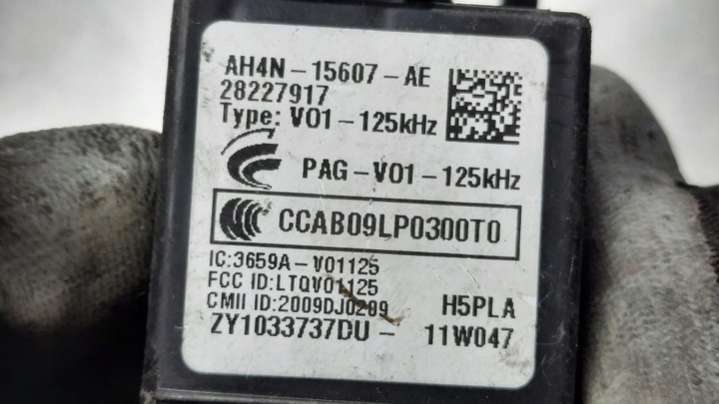 AH4N-15607-AE
28227917
Type: V01-125kHz
PAG-V01-125kHz
CCAB09LP0300T0
IC:3659A-V01125
FCC ID:LTQV01125
CMII ID:2009DJ0289
H5PLA
ZY1033737DU- 11W047